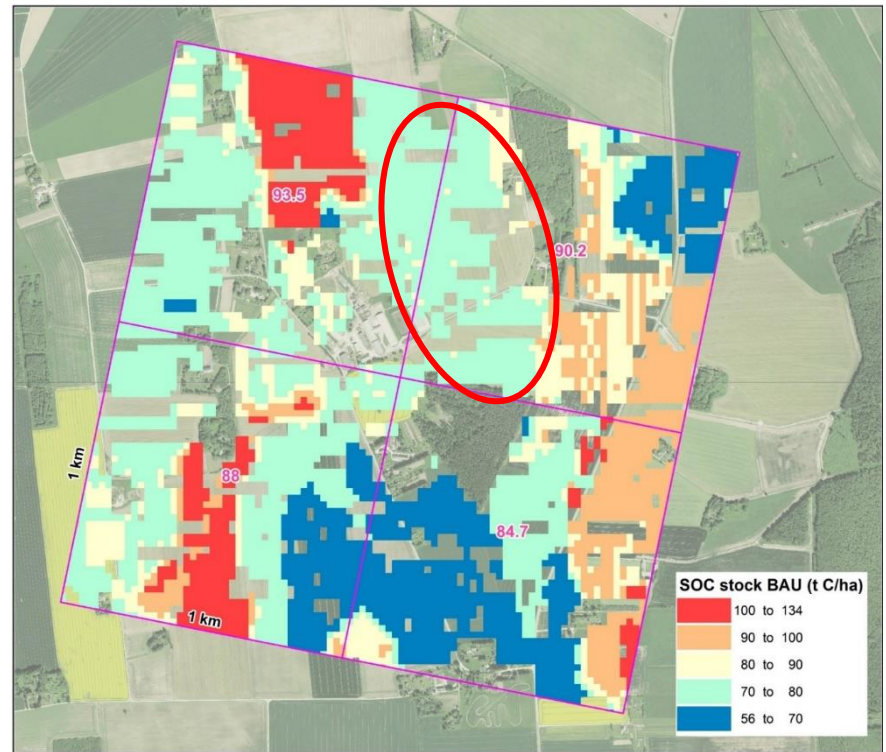 93.5
90.2
1 km
88
84.7
1 km
SOC stock BAU (t C/ha)
100 to 134
90 to 100
80 to 90
70 to 80
56 to 70